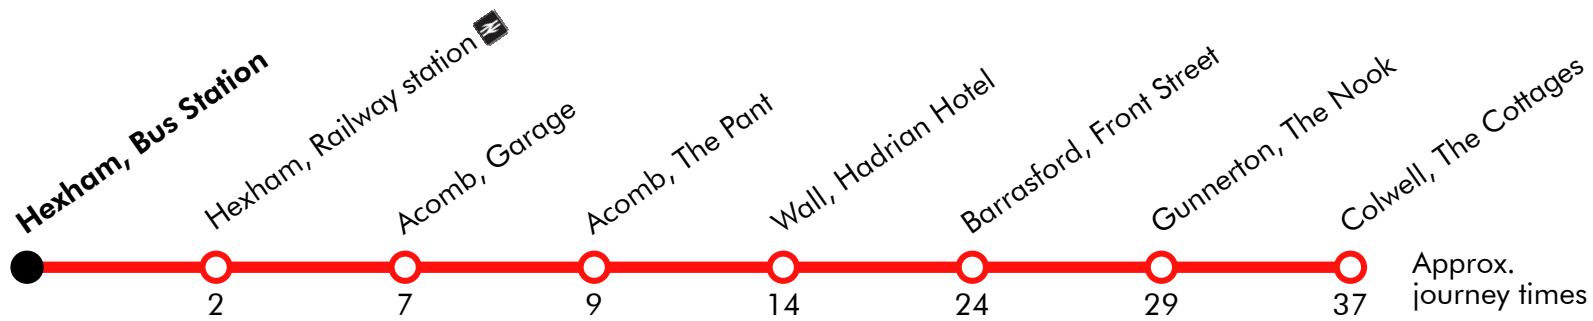 Hexham, Bus Station
Hexham, Railway station
Acomb, Garage
Acomb, The Pant
Wall, Hadrian Hotel
Barrasford, Front Street
Gunnerton, The Nook
Colwell, The Cottages
2
7
9
14
24
29
37
Approx.
journey times